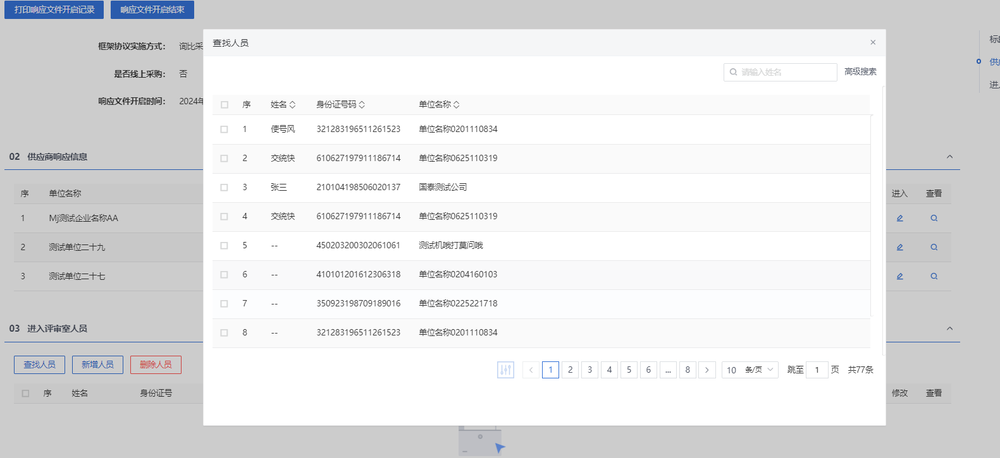 打印响应文件开启记录 响应文件开启结束
框架协议实施方式： 询比采
是否线上采购： 否
响应文件开启时间： 2024年
02 供应商响应信息
序 单位名称 进入 查看
1 Mj测试企业名称AA
2 测试单位二十九
3 测试单位二十七
03 进入评审室人员
查找人员 新增人员 删除人员
序 姓名 身份证号 修改 查看
查找人员 ×
请输入姓名 高级搜索
序 姓名 身份证号码 单位名称
1 使号风 321283196511261523 单位名称0201110834
2 交统快 610627197911186714 单位名称0625110319
3 张三 210104198506020137 国泰测试公司
4 交统快 610627197911186714 单位名称0625110319
5 -- 450203200302061061 测试机哦打莫问哦
6 -- 410101201612306318 单位名称0204160103
7 -- 350923198709189016 单位名称0225221718
8 -- 321283196511261523 单位名称0201110834
1 2 3 4 5 6 ... 8 10 条/页 跳至 1 页 共77条
标
供
进